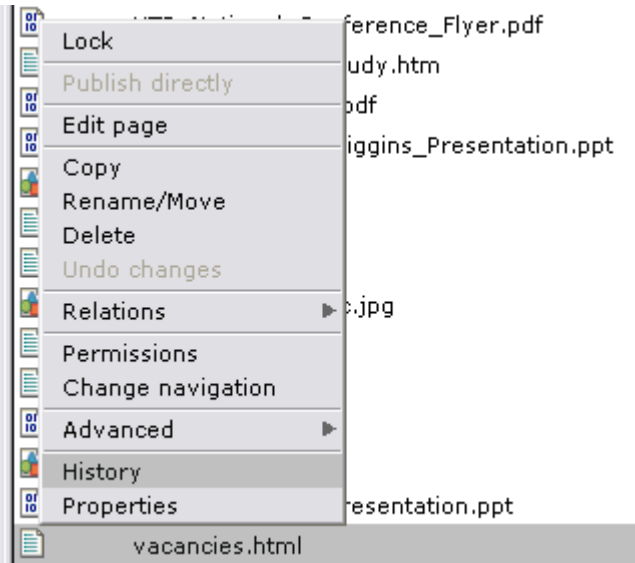 ference_Flyer.pdf
Lock
udy.htm
Publish directly
pdf
Edit page
iggins_Presentation.ppt
Copy
Rename/Move
Delete
Undo changes
Relations
c.jpg
Permissions
Change navigation
Advanced
History
Properties
resentation.ppt
vacancies.html